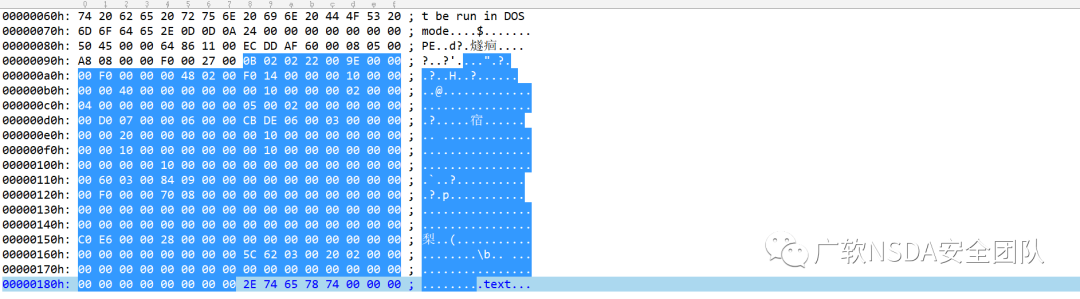 0 1 2 3 4 5 6 7 8 9 a b c d e f
00000060h: 74 20 62 65 20 72 75 6E 20 69 6E 20 44 4F 53 20 ; t be run in DOS
00000070h: 6D 6F 64 65 2E 0D 0D 0A 24 00 00 00 00 00 00 00 ; mode....$.......
00000080h: 50 45 00 00 64 86 11 00 EC DD AF 60 00 08 05 00 ; PE..d?.燧痐....
00000090h: A8 08 00 00 F0 00 27 00 0B 02 02 22 00 9E 00 00 ; ?..?'....".?.
000000a0h: 00 F0 00 00 00 48 02 00 F0 14 00 00 00 10 00 00 ; .?..H..?......
000000b0h: 00 00 40 00 00 00 00 00 00 10 00 00 00 02 00 00 ; ..@.............
000000c0h: 04 00 00 00 00 00 00 00 05 00 02 00 00 00 00 00 ; ................
000000d0h: 00 D0 07 00 00 06 00 00 CB DE 06 00 03 00 00 00 ; .?.....宿......
000000e0h: 00 00 20 00 00 00 00 00 00 10 00 00 00 00 00 00 ; .. .............
000000f0h: 00 00 10 00 00 00 00 00 00 10 00 00 00 00 00 00 ; ................
00000100h: 00 00 00 00 10 00 00 00 00 00 00 00 00 00 00 00 ; ................
00000110h: 00 60 03 00 84 09 00 00 00 00 00 00 00 00 00 00 ; .`..?..........
00000120h: 00 F0 00 00 70 08 00 00 00 00 00 00 00 00 00 00 ; .?.p...........
00000130h: 00 00 00 00 00 00 00 00 00 00 00 00 00 00 00 00 ; ................
00000140h: 00 00 00 00 00 00 00 00 00 00 00 00 00 00 00 00 ; ................
00000150h: C0 E6 00 00 28 00 00 00 00 00 00 00 00 00 00 00 ; 梨..(...........
00000160h: 00 00 00 00 00 00 00 00 5C 62 03 00 20 02 00 00 ; ........\b.. ...
00000170h: 00 00 00 00 00 00 00 00 00 00 00 00 00 00 00 00 ; ................
00000180h: 00 00 00 00 00 00 00 00 2E 74 65 78 74 00 00 00 ; .........text...
广软NSDA安全团队